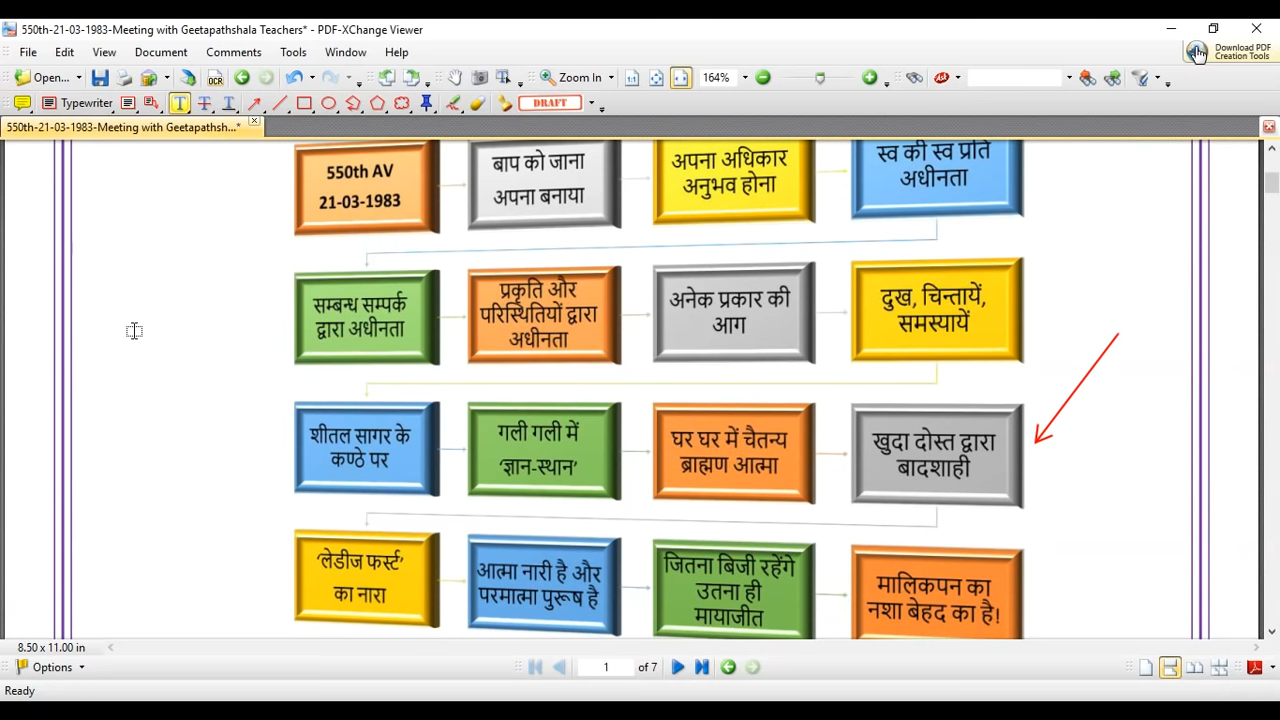 550th-21-03-1983-Meeting with Geetapathshala Teachers* - PDF-XChange Viewer
File Edit View Document Comments Tools Window Help
Download PDF
Creation Tools
Open... OCR Zoom In 164%
Typewriter DRAFT
550th-21-03-1983-Meeting with Geetapathsh...*
550th AV
21-03-1983
बाप को जाना
अपना बनाया
अपना अधिकार
अनुभव होना
स्व की स्व प्रति
अधीनता
सम्बन्ध सम्पर्क
द्वारा अधीनता
प्रकृति और
परिस्थितियों द्वारा
अधीनता
अनेक प्रकार की
आग
दुख, चिन्तायें,
समस्यायें
शीतल सागर के
कण्ठे पर
गली गली में
‘ज्ञान-स्थान’
घर घर में चैतन्य
ब्राह्मण आत्मा
खुदा दोस्त द्वारा
बादशाही
‘लेडीज फर्स्ट’
का नारा
आत्मा नारी है और
परमात्मा पुरूष है
जितना बिजी रहेंगे
उतना ही
मायाजीत
मालिकपन का
नशा बेहद का है!
8.50 x 11.00 in
Options 1 of 7
Ready